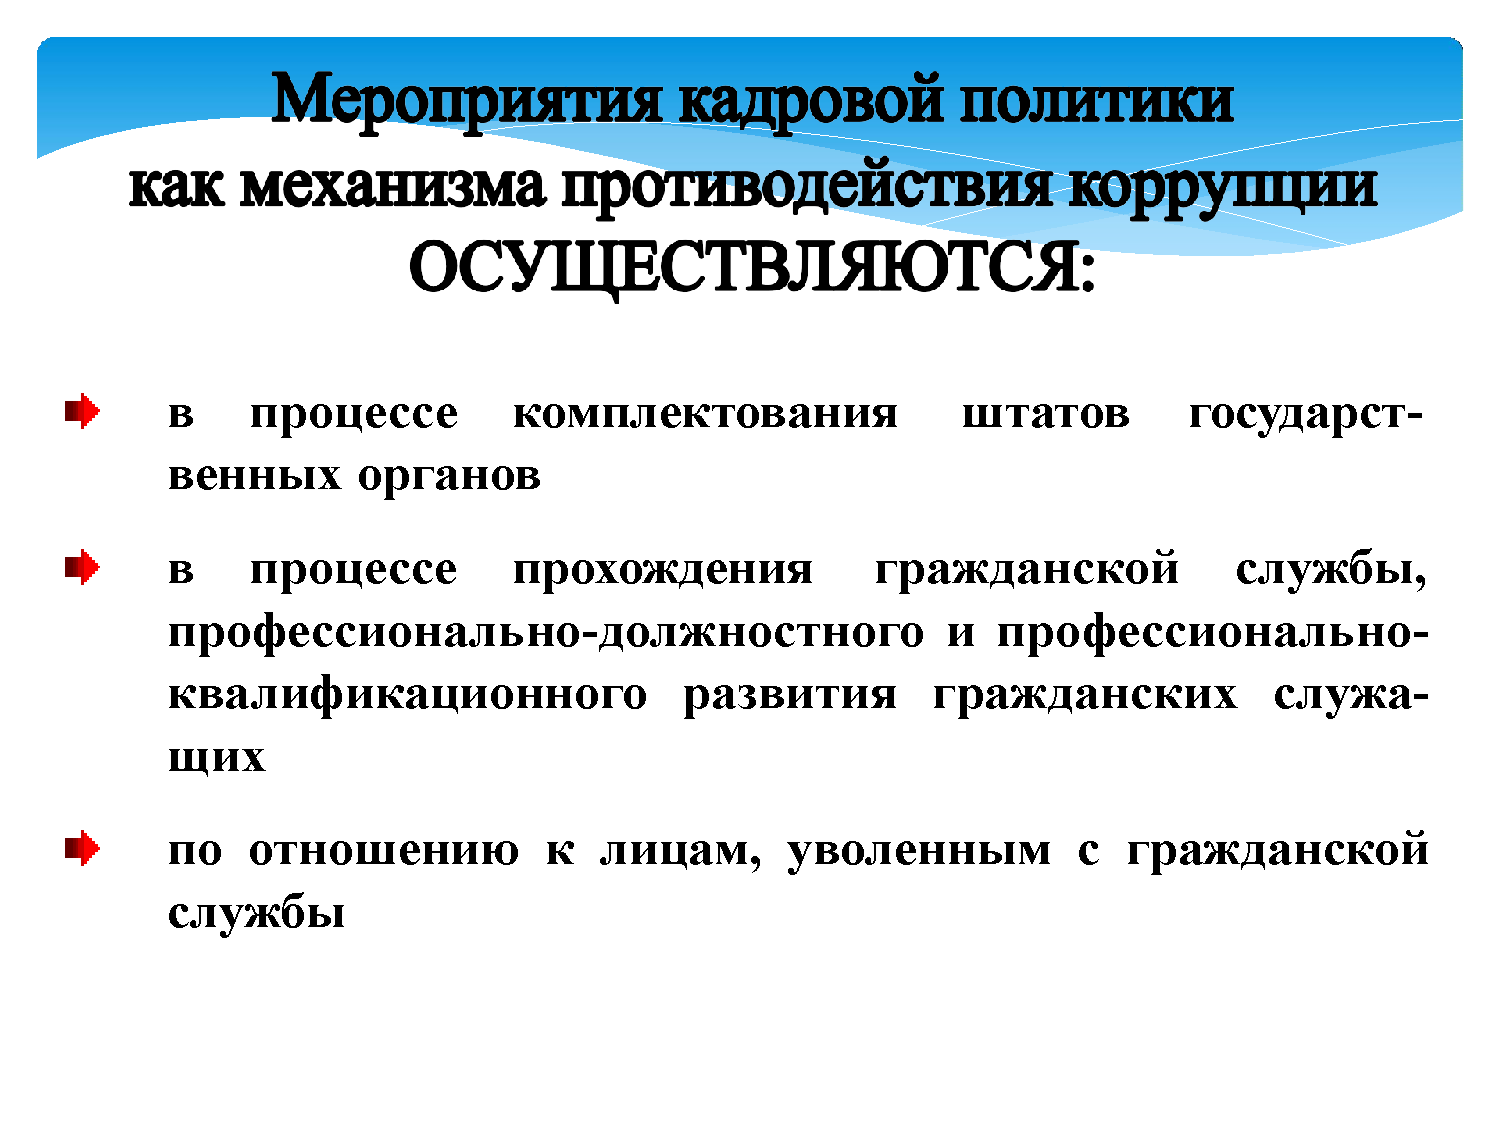 Мероприятия кадровой политики
как механизма противодействия коррупции
ОСУЩЕСТВЛЯЮТСЯ:
в процессе комплектования штатов государст-
венных органов
в процессе прохождения гражданской службы,
профессионально-должностного и профессионально-
квалификационного развития гражданских служа-
щих
по отношению к лицам, уволенным с гражданской
службы